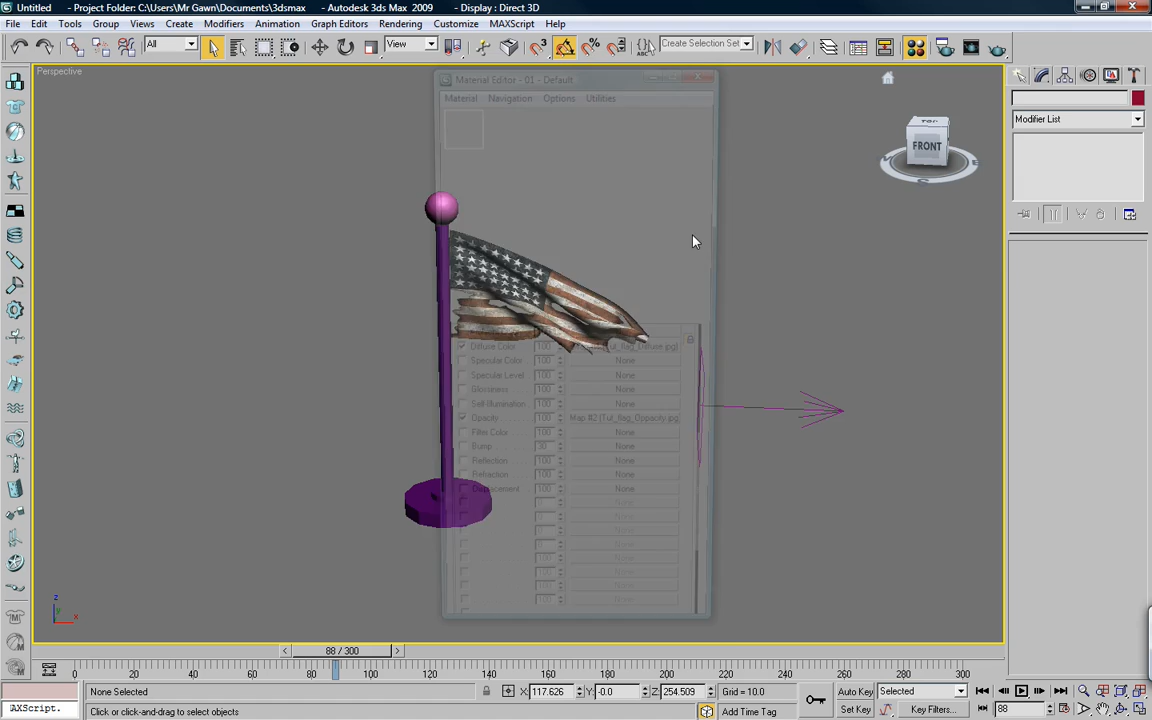 Untitled - Project Folder: C:\Users\Mr Gawn\Documents\3dsmax - Autodesk 3ds Max 2009 - Display : Direct 3D
File Edit Tools Group Views Create Modifiers Animation Graph Editors Rendering Customize MAXScript Help
All View Create Selection Set
Perspective
Material Editor - 01 - Default
Material Navigation Options Utilities
TOP
FRONT
Modifier List
Diffuse Color 100
Specular Color 100 None
Specular Level 100 None
Glossiness 100 None
Self-Illumination 100 None
Opacity 100 Map #2 (Tut_flag_Oppacity.jpg)
Filter Color 100 None
Bump 30 None
Reflection 100 None
Refraction 100 None
Displacement 100 None
z
y
x
88 / 300
0 20 40 60 80 100 120 140 160 180 200 220 240 260 280 300
None Selected X: 117.626 Y: -0.0 Z: 254.509 Grid = 10.0 Auto Key Selected
AXScript. Click or click-and-drag to select objects Add Time Tag Set Key Key Filters... 88